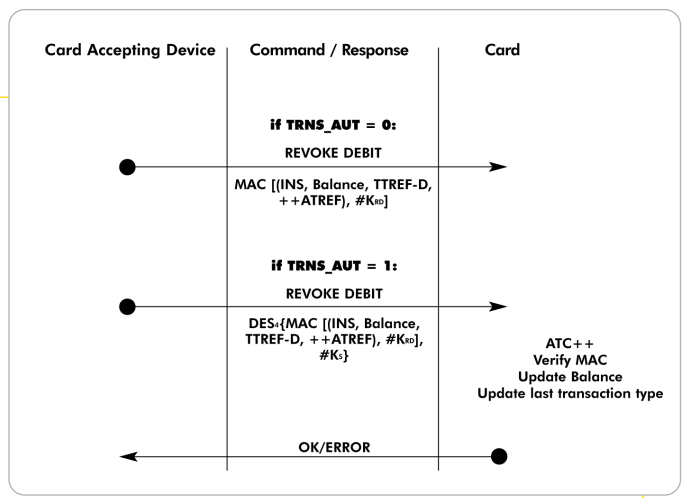 Card Accepting Device
Command / Response
Card
if TRNS_AUT = 0:
REVOKE DEBIT
MAC [(INS, Balance, TTREF-D,
++ATREF), #KRD]
if TRNS_AUT = 1:
REVOKE DEBIT
DES4{MAC [(INS, Balance,
TTREF-D, ++ATREF), #KRD],
#KS}
ATC++
Verify MAC
Update Balance
Update last transaction type
OK/ERROR